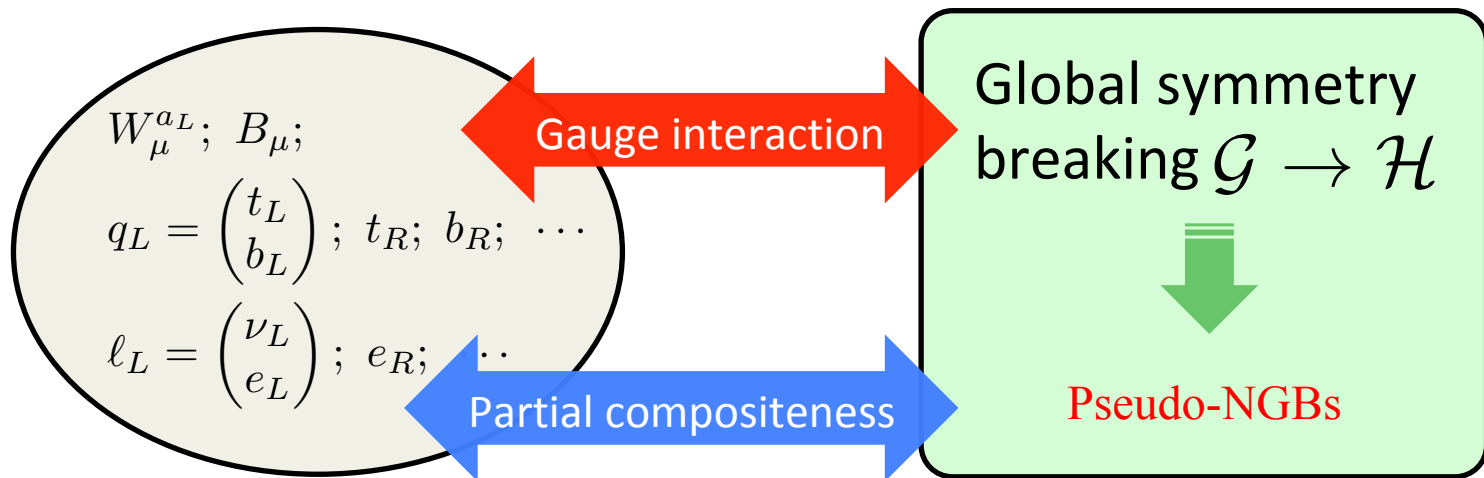 W_μ^{a_L}; B_μ;
q_L = (t_L b_L); t_R; b_R; ⋯
ℓ_L = (ν_L e_L); e_R; ⋯
Gauge interaction
Partial compositeness
Global symmetry
breaking 𝒢 → ℋ
Pseudo-NGBs